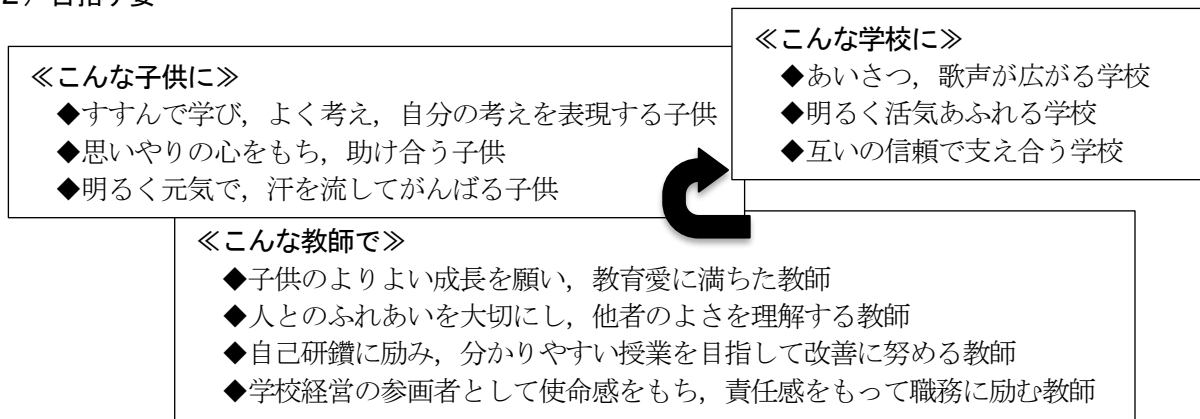 ≪こんな学校に≫
◆あいさつ，歌声が広がる学校
◆明るく活気あふれる学校
◆互いの信頼で支え合う学校
≪こんな子供に≫
◆すすんで学び，よく考え，自分の考えを表現する子供
◆思いやりの心をもち，助け合う子供
◆明るく元気で，汗を流してがんばる子供
≪こんな教師で≫
◆子供のよりよい成長を願い，教育愛に満ちた教師
◆人とのふれあいを大切にし，他者のよさを理解する教師
◆自己研鑽に励み，分かりやすい授業を目指して改善に努める教師
◆学校経営の参画者として使命感をもち，責任感をもって職務に励む教師